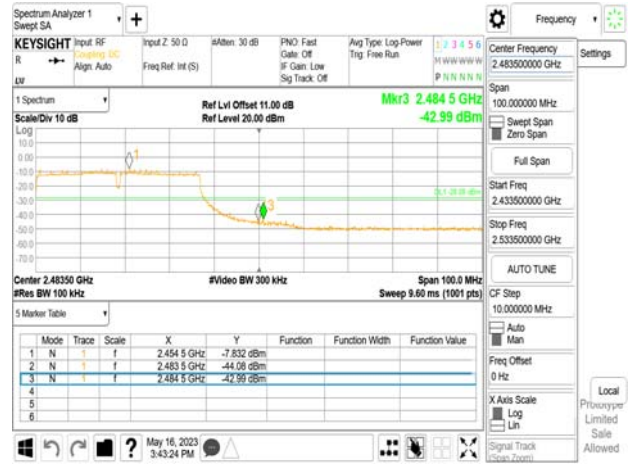 Spectrum Analyzer 1
Swept SA
Frequency
KEYSIGHT
Input: RF
Coupling: DC
Align: Auto
Input Z: 50 Ω
Freq Ref: Int (S)
#Atten: 30 dB
PNO: Fast
Gate: Off
IF Gain: Low
Sig Track: Off
Avg Type: Log-Power
Trig: Free Run
1 2 3 4 5 6
M W W W W W
P N N N N N
R
1 Spectrum
Scale/Div 10 dB
Ref Lvl Offset 11.00 dB
Ref Level 20.00 dBm
Mkr3 2.484 5 GHz
-42.99 dBm
Log
10.0
0.00
-10.0
-20.0
-30.0
-40.0
-50.0
-60.0
-70.0
1
3
Center 2.48350 GHz
#Res BW 100 kHz
#Video BW 300 kHz
Span 100.0 MHz
Sweep 9.60 ms (1001 pts)
5 Marker Table
Mode Trace Scale X Y Function Function Width Function Value
1 N 1 f 2.454 5 GHz -7.832 dBm
2 N 1 f 2.483 5 GHz -44.08 dBm
3 N 1 f 2.484 5 GHz -42.99 dBm
4
5
6
May 16, 2023
3:43:24 PM
Center Frequency
2.483500000 GHz
Settings
Span
100.000000 MHz
Swept Span
Zero Span
Full Span
Start Freq
2.433500000 GHz
Stop Freq
2.533500000 GHz
AUTO TUNE
CF Step
10.000000 MHz
Auto
Man
Freq Offset
0 Hz
X Axis Scale
Log
Lin
Signal Track
(Span Zoom)
Local
Prototype
Limited
Sale
Allowed